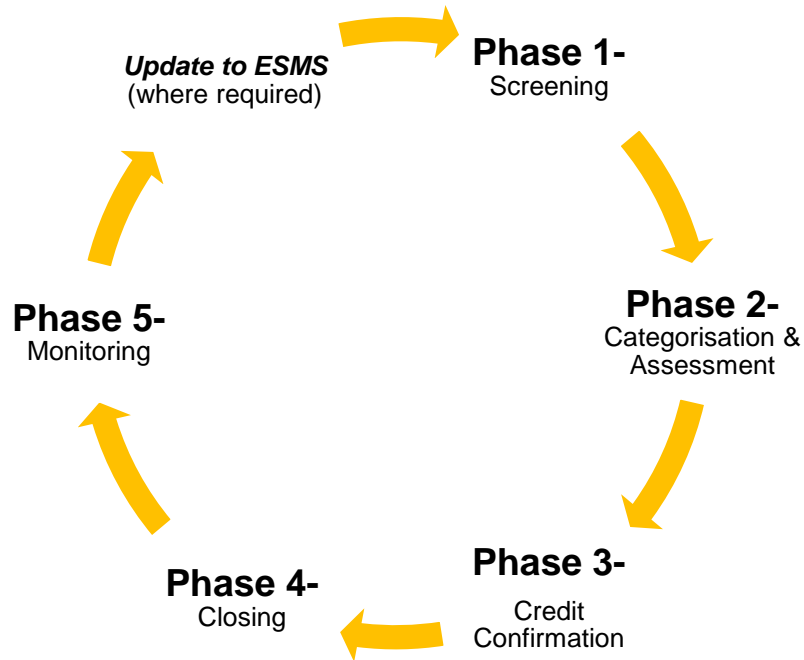 Update to ESMS
(where required)
Phase 1-
Screening
Phase 2-
Categorisation &
Assessment
Phase 3-
Credit
Confirmation
Phase 4-
Closing
Phase 5-
Monitoring